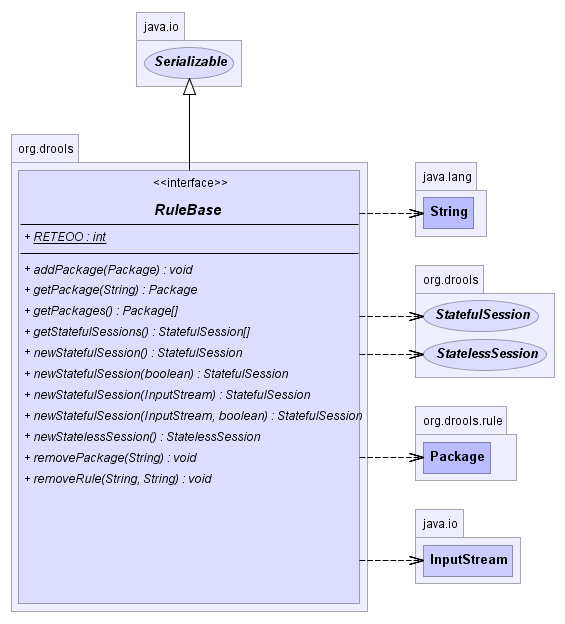 java.io
Serializable
org.drools
<<interface>>
RuleBase
+ RETEOO : int
+ addPackage(Package) : void
+ getPackage(String) : Package
+ getPackages() : Package[]
+ getStatefulSessions() : StatefulSession[]
+ newStatefulSession() : StatefulSession
+ newStatefulSession(boolean) : StatefulSession
+ newStatefulSession(InputStream) : StatefulSession
+ newStatefulSession(InputStream, boolean) : StatefulSession
+ newStatelessSession() : StatelessSession
+ removePackage(String) : void
+ removeRule(String, String) : void
java.lang
String
org.drools
StatefulSession
StatelessSession
org.drools.rule
Package
java.io
InputStream